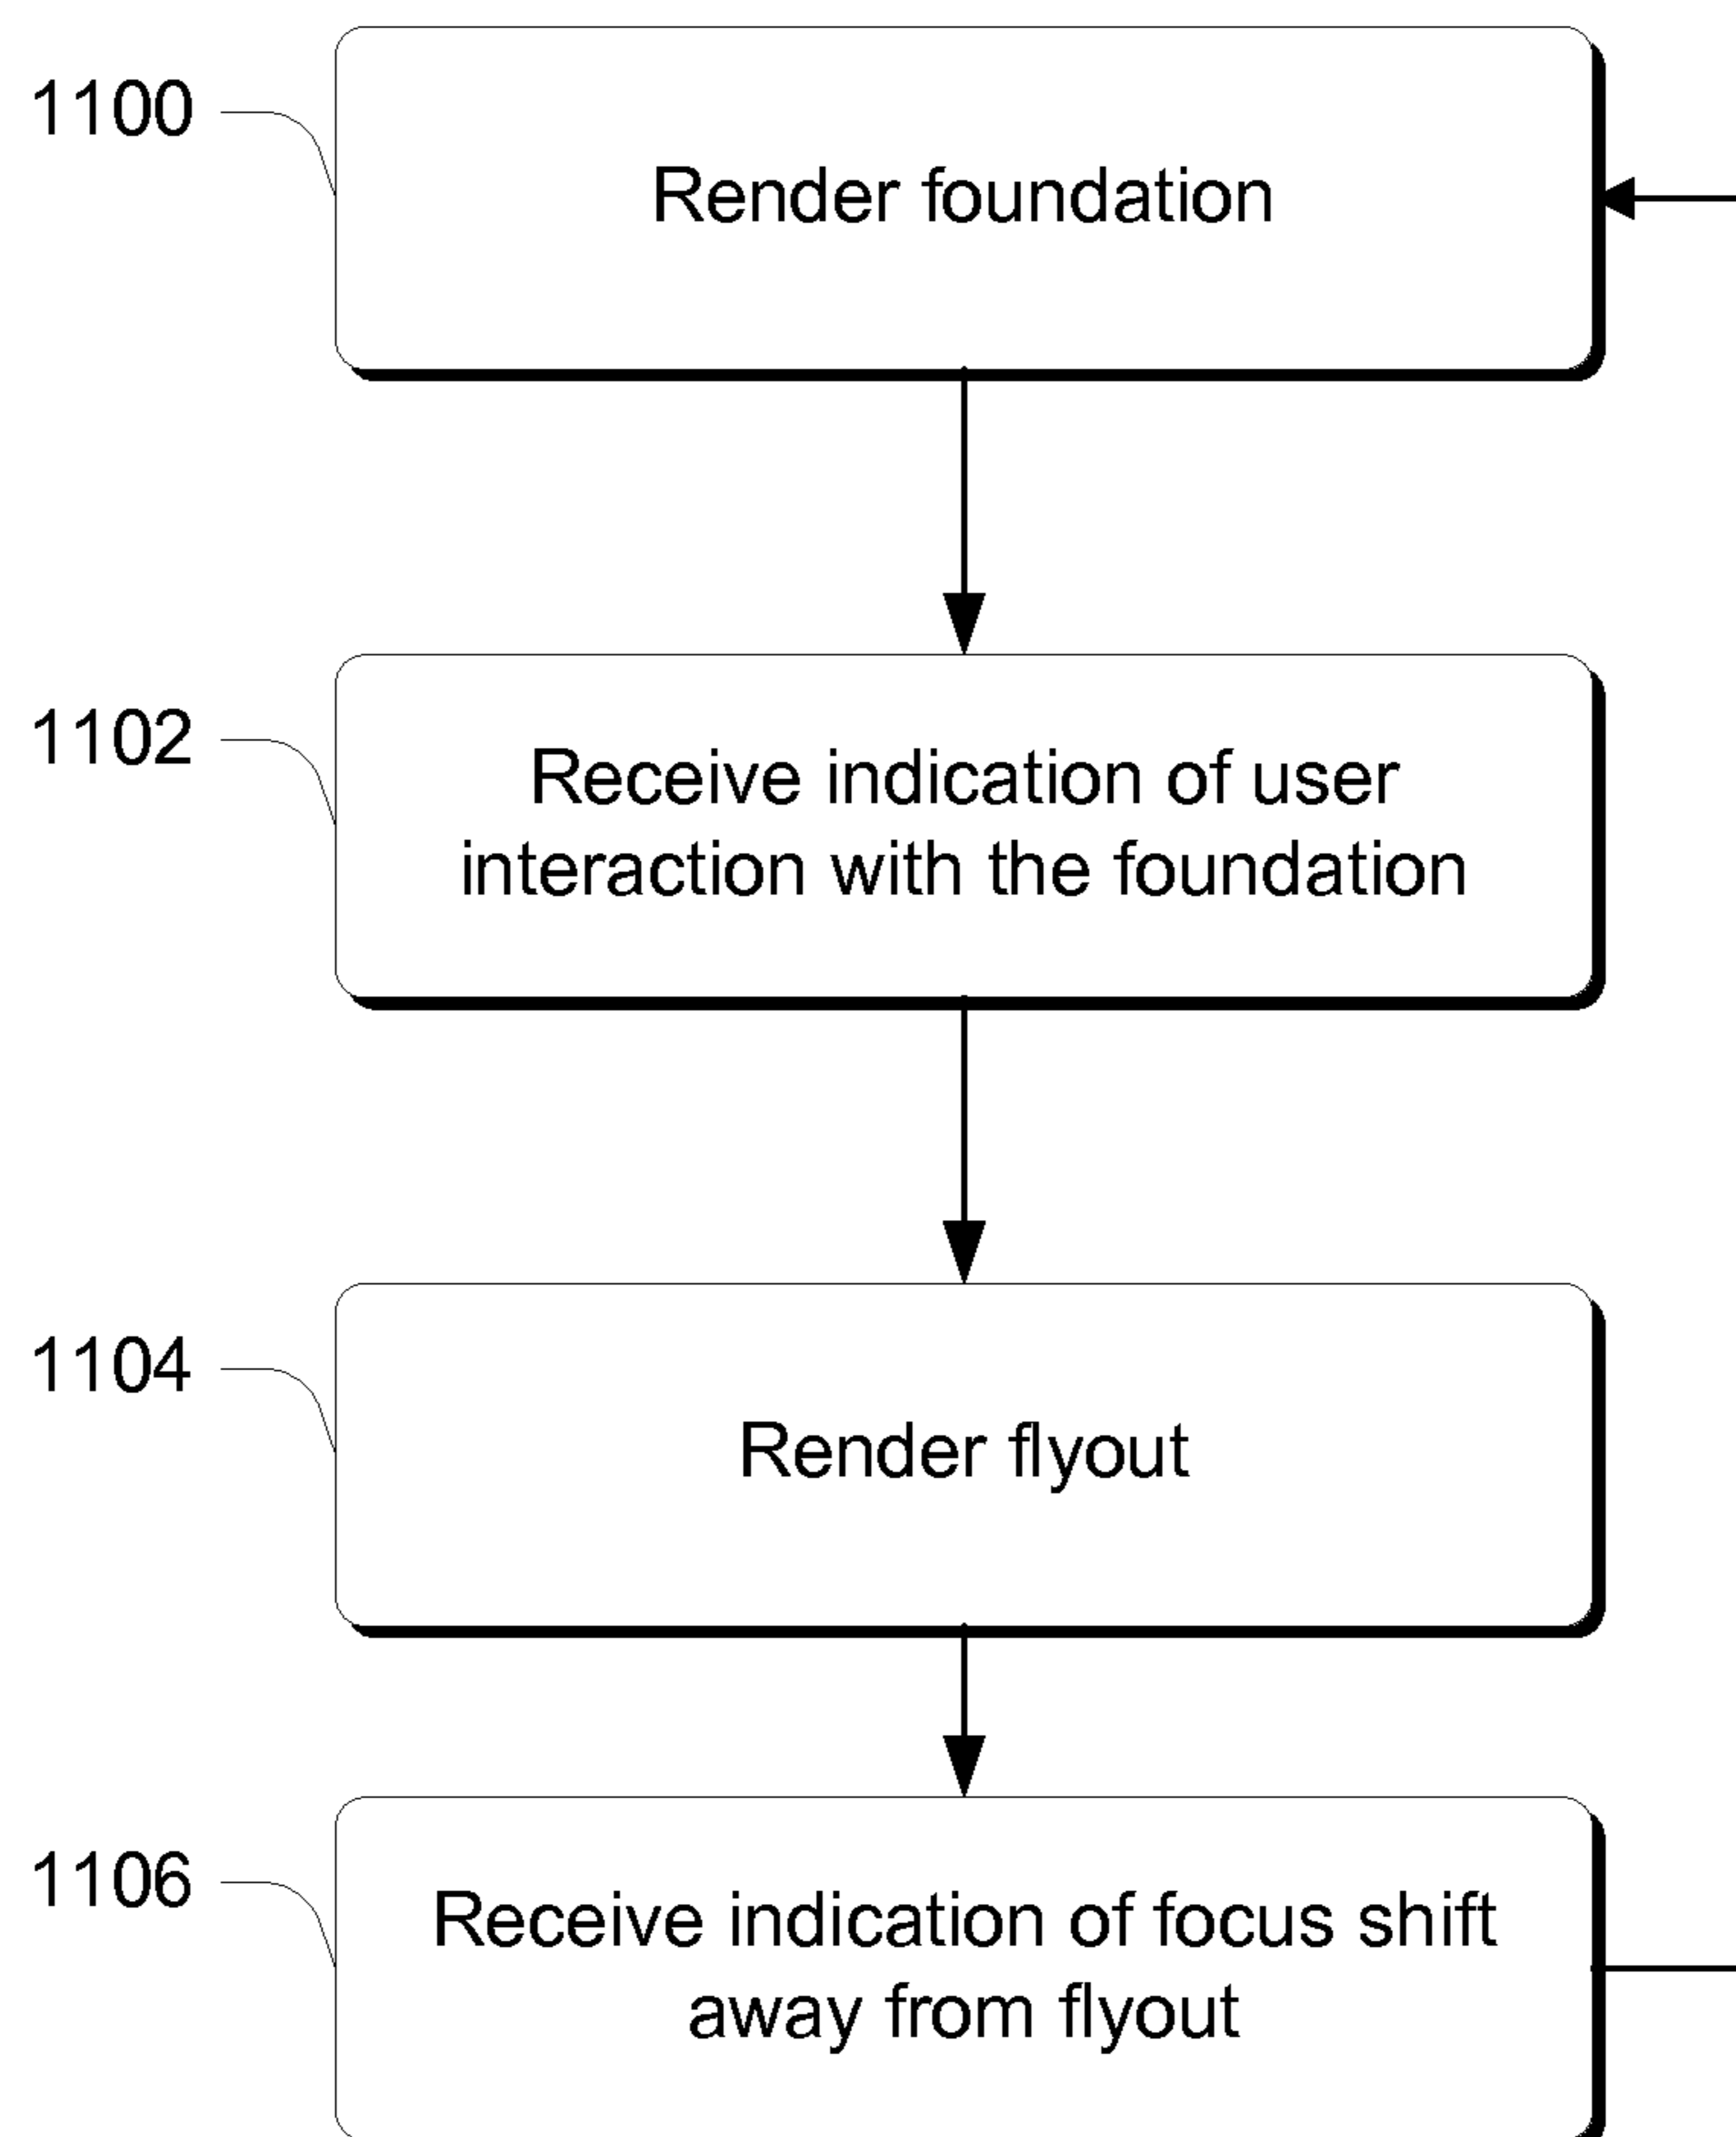 1100
Render foundation
1102
Receive indication of user
interaction with the foundation
1104
Render flyout
1106
Receive indication of focus shift
away from flyout